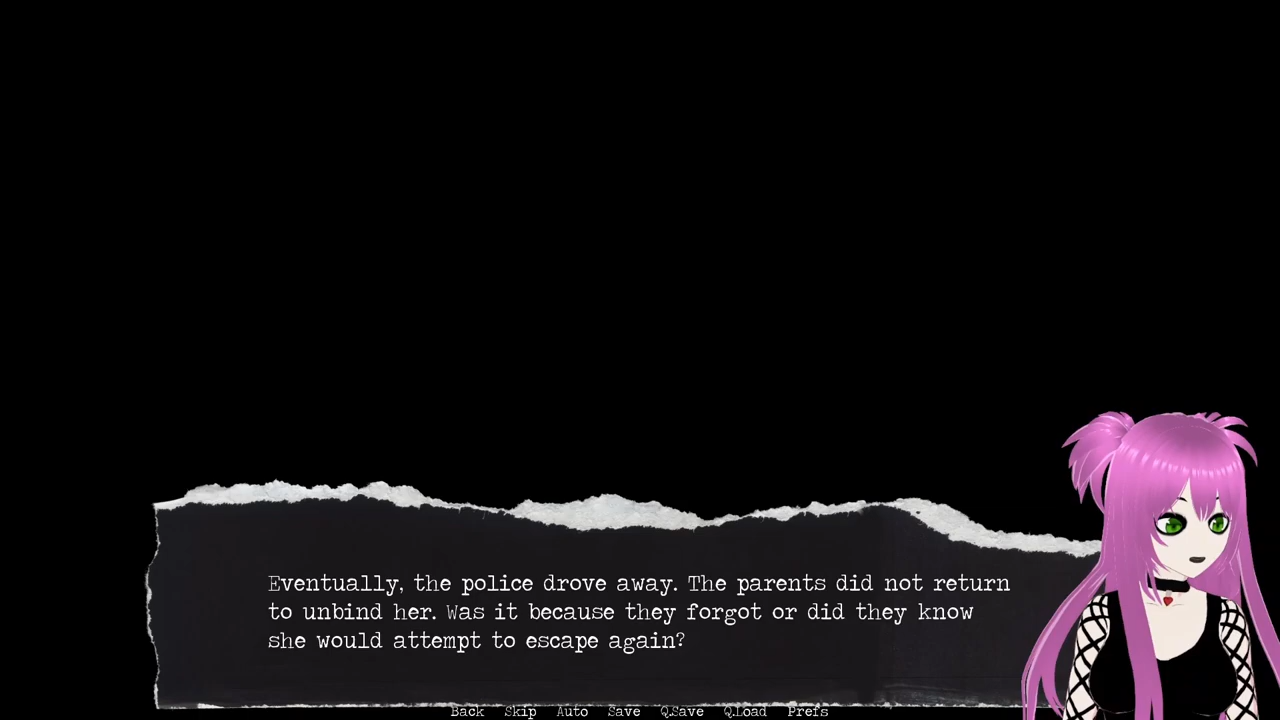 Eventually, the police drove away. The parents did not return
to unbind her. Was it because they forgot or did they know
she would attempt to escape again?
Back Skip Auto Save Q.Save Q.Load Prefs